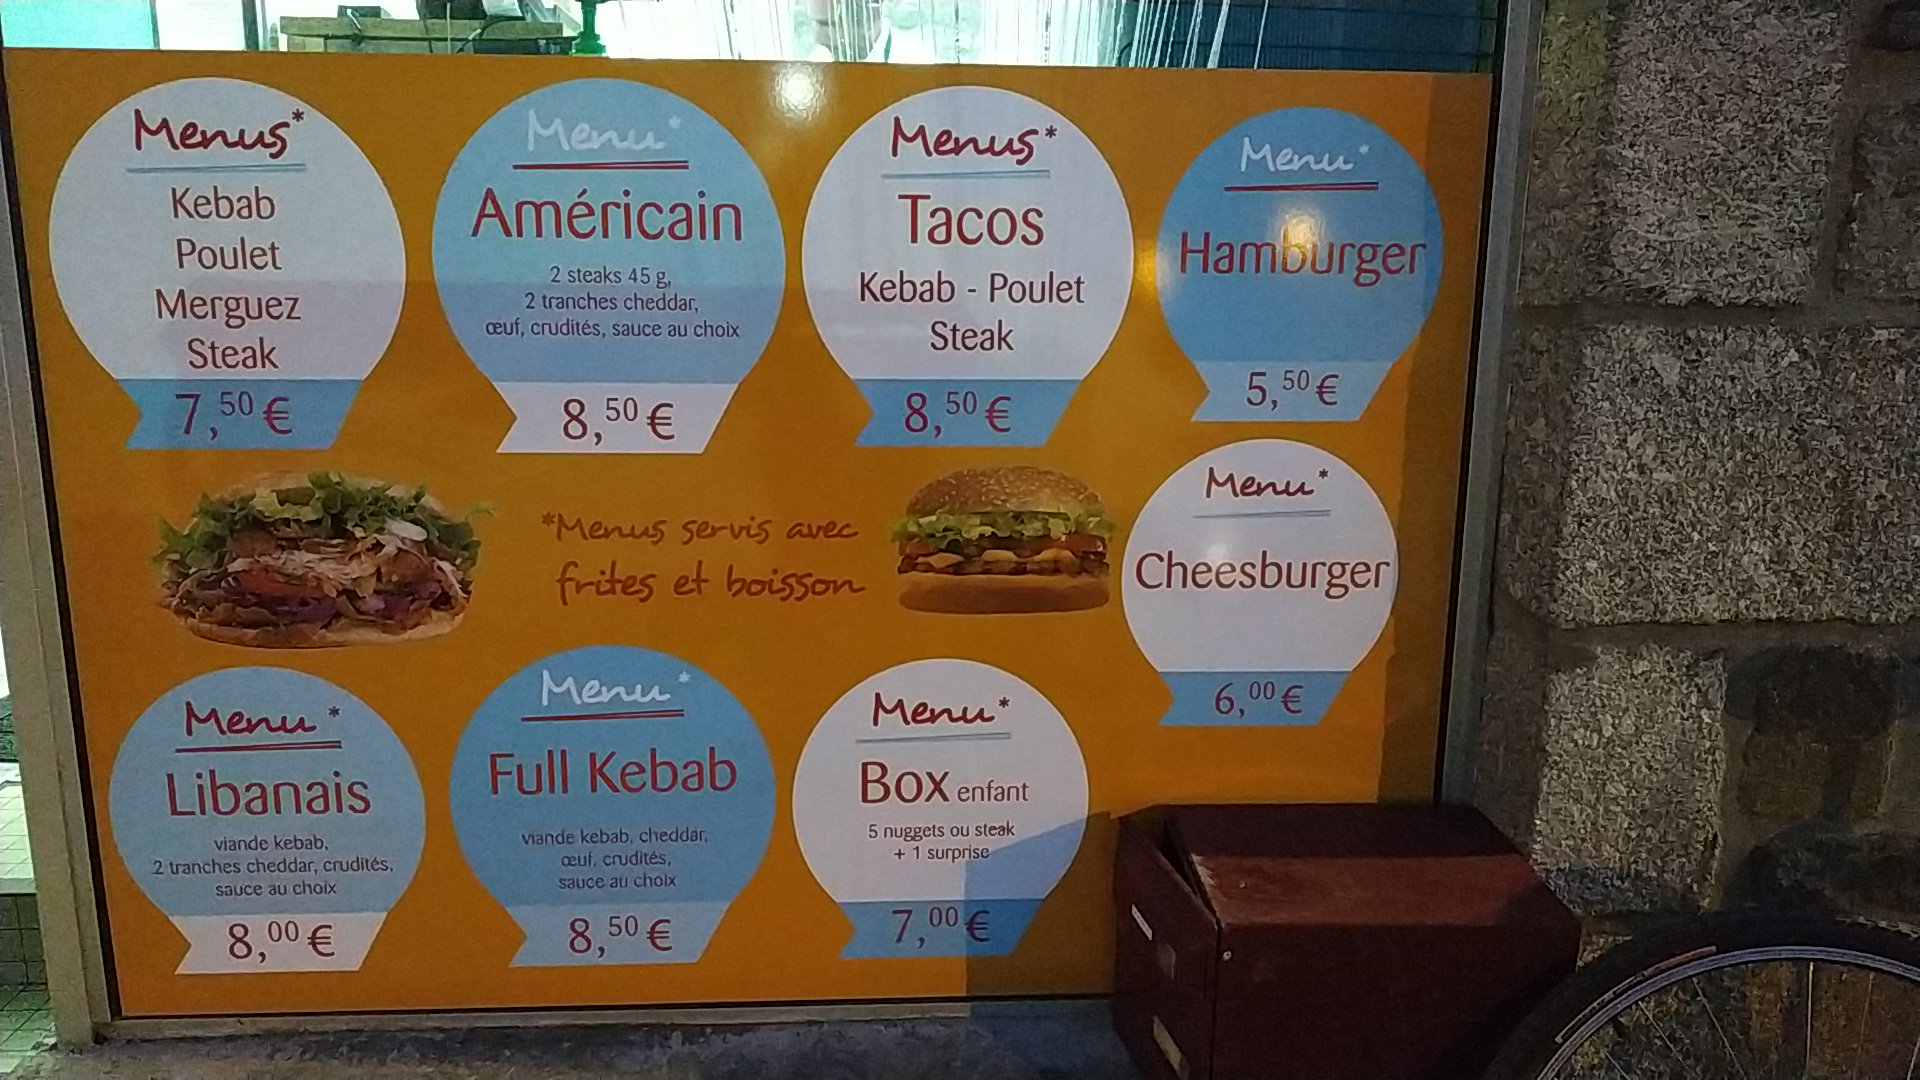 Menus*
Kebab
Poulet
Merguez
Steak
7,50 €
Menu*
Américain
2 steaks 45 g,
2 tranches cheddar,
œuf, crudités, sauce au choix
8,50 €
Menus*
Tacos
Kebab - Poulet
Steak
8,50 €
Menu*
Hamburger
5,50 €
*Menus servis avec
frites et boisson
Menu*
Cheesburger
6,00 €
Menu*
Libanais
viande kebab,
2 tranches cheddar, crudités,
sauce au choix
8,00 €
Menu*
Full Kebab
viande kebab, cheddar,
œuf, crudités,
sauce au choix
8,50 €
Menu*
Box enfant
5 nuggets ou steak
+ 1 surprise
7,00 €